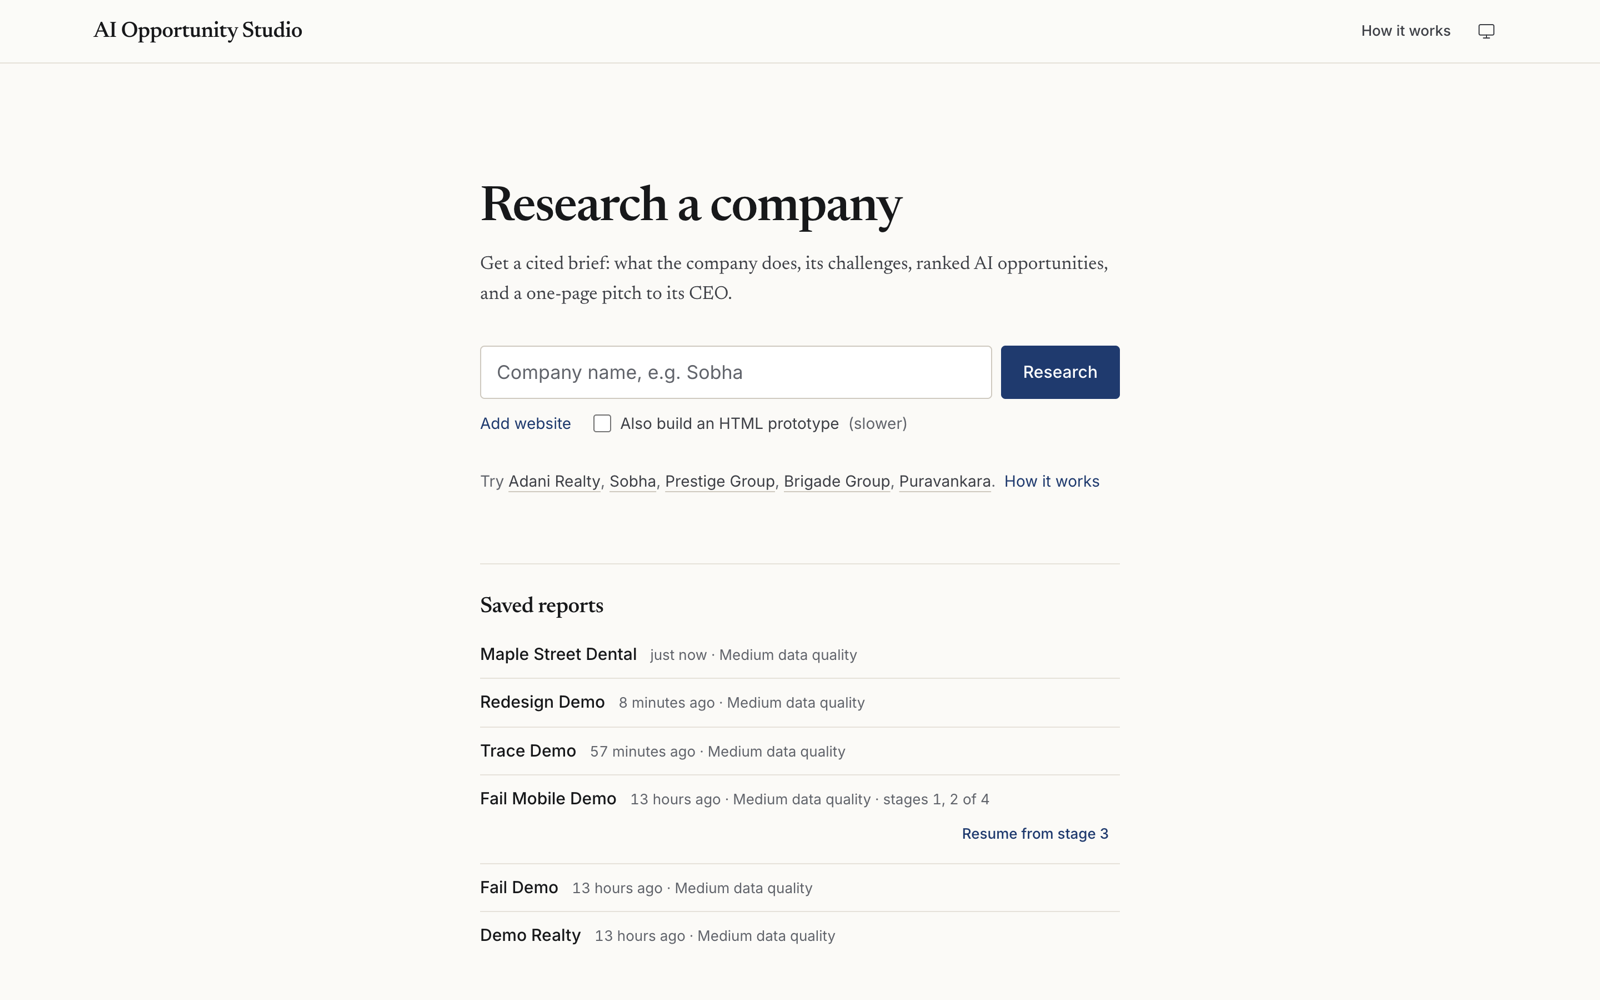 AI Opportunity Studio
How it works
Research a company
Get a cited brief: what the company does, its challenges, ranked AI opportunities,
and a one-page pitch to its CEO.
Company name, e.g. Sobha
Research
Add website
Also build an HTML prototype (slower)
Try Adani Realty, Sobha, Prestige Group, Brigade Group, Puravankara. How it works
Saved reports
Maple Street Dental just now · Medium data quality
Redesign Demo 8 minutes ago · Medium data quality
Trace Demo 57 minutes ago · Medium data quality
Fail Mobile Demo 13 hours ago · Medium data quality · stages 1, 2 of 4
Resume from stage 3
Fail Demo 13 hours ago · Medium data quality
Demo Realty 13 hours ago · Medium data quality